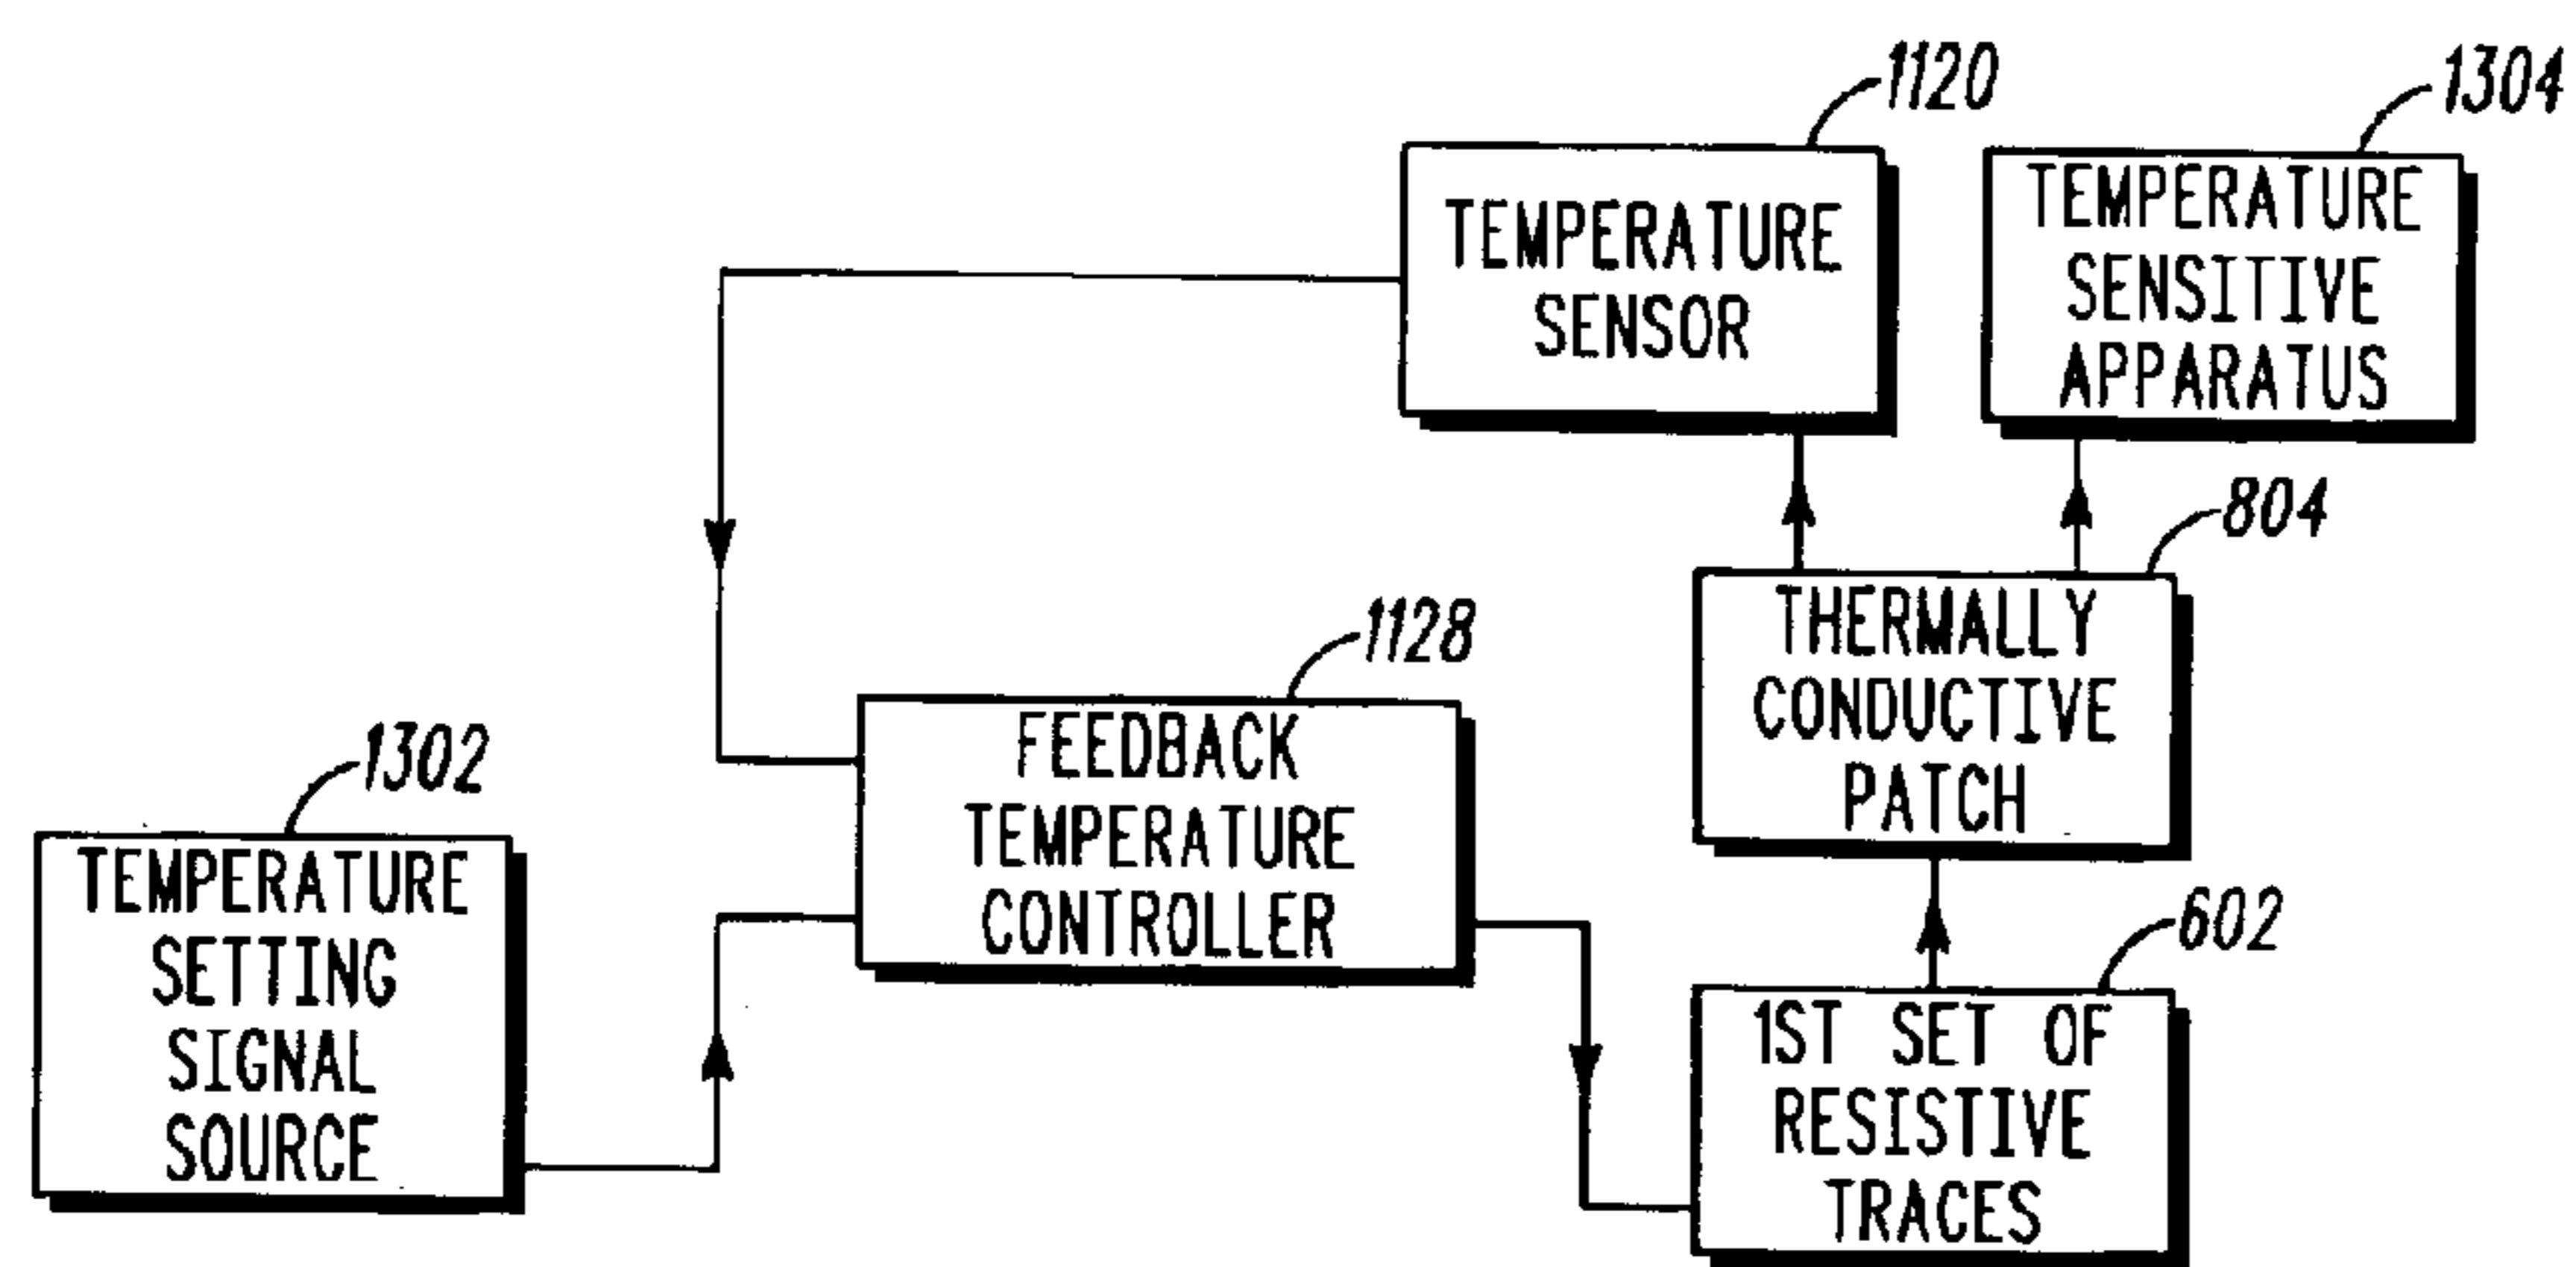 1120
TEMPERATURE
SENSOR
1304
TEMPERATURE
SENSITIVE
APPARATUS
804
THERMALLY
CONDUCTIVE
PATCH
1128
FEEDBACK
TEMPERATURE
CONTROLLER
1302
TEMPERATURE
SETTING
SIGNAL
SOURCE
602
1ST SET OF
RESISTIVE
TRACES